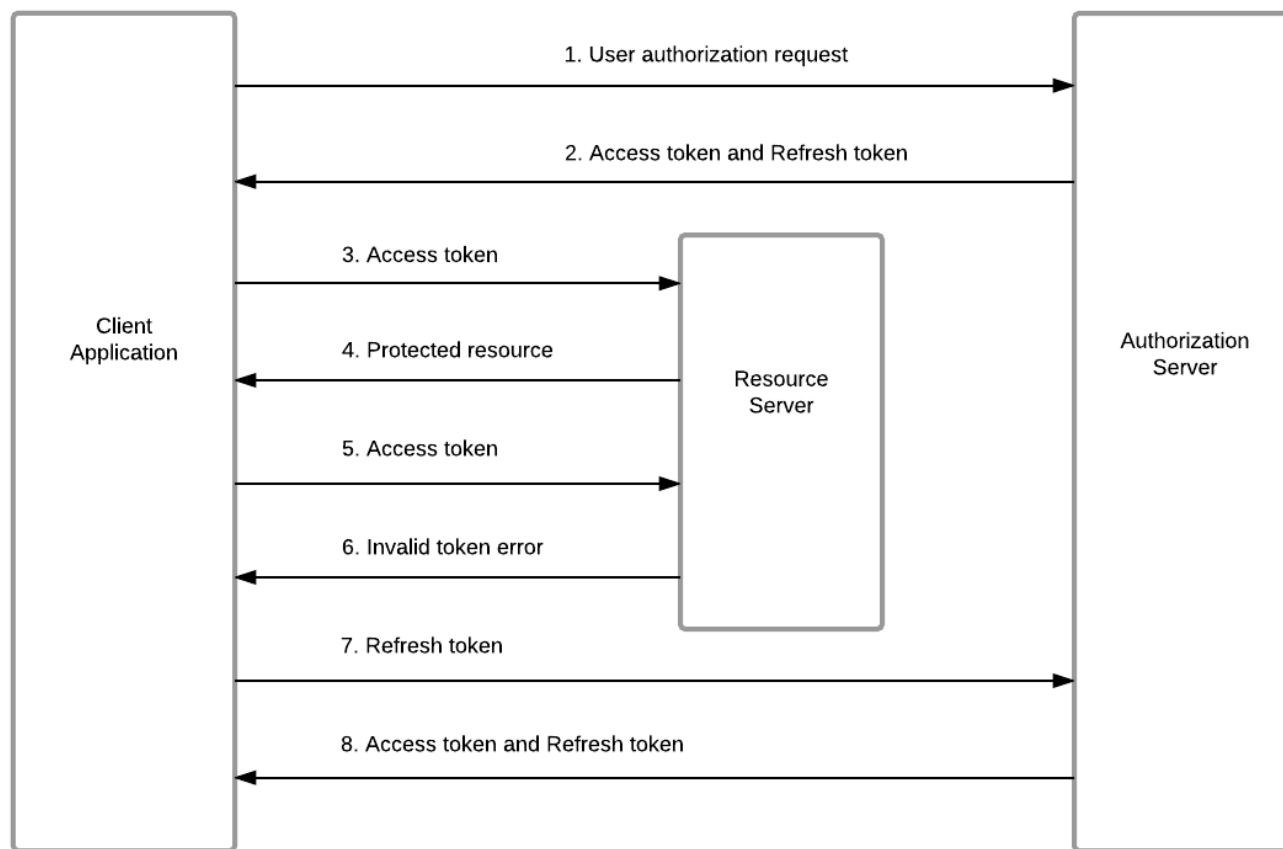 1. User authorization request
2. Access token and Refresh token
3. Access token
Client
Application
4. Protected resource
Resource
Server
Authorization
Server
5. Access token
6. Invalid token error
7. Refresh token
8. Access token and Refresh token